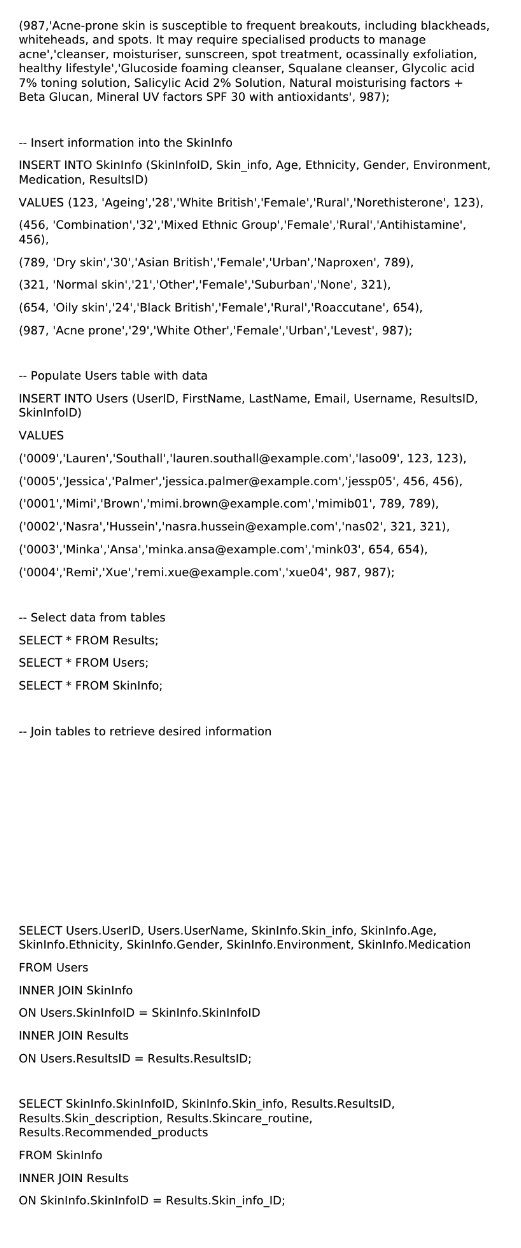 (987,'Acne-prone skin is susceptible to frequent breakouts, including blackheads,
whiteheads, and spots. It may require specialised products to manage
acne','cleanser, moisturiser, sunscreen, spot treatment, ocassinally exfoliation,
healthy lifestyle','Glucoside foaming cleanser, Squalane cleanser, Glycolic acid
7% toning solution, Salicylic Acid 2% Solution, Natural moisturising factors +
Beta Glucan, Mineral UV factors SPF 30 with antioxidants', 987);
-- Insert information into the SkinInfo
INSERT INTO SkinInfo (SkinInfoID, Skin_info, Age, Ethnicity, Gender, Environment,
Medication, ResultsID)
VALUES (123, 'Ageing','28','White British','Female','Rural','Norethisterone', 123),
(456, 'Combination','32','Mixed Ethnic Group','Female','Rural','Antihistamine',
456),
(789, 'Dry skin','30','Asian British','Female','Urban','Naproxen', 789),
(321, 'Normal skin','21','Other','Female','Suburban','None', 321),
(654, 'Oily skin','24','Black British','Female','Rural','Roaccutane', 654),
(987, 'Acne prone','29','White Other','Female','Urban','Levest', 987);
-- Populate Users table with data
INSERT INTO Users (UserID, FirstName, LastName, Email, Username, ResultsID,
SkinInfoID)
VALUES
('0009','Lauren','Southall','lauren.southall@example.com','laso09', 123, 123),
('0005','Jessica','Palmer','jessica.palmer@example.com','jessp05', 456, 456),
('0001','Mimi','Brown','mimi.brown@example.com','mimib01', 789, 789),
('0002','Nasra','Hussein','nasra.hussein@example.com','nas02', 321, 321),
('0003','Minka','Ansa','minka.ansa@example.com','mink03', 654, 654),
('0004','Remi','Xue','remi.xue@example.com','xue04', 987, 987);
-- Select data from tables
SELECT * FROM Results;
SELECT * FROM Users;
SELECT * FROM SkinInfo;
-- Join tables to retrieve desired information
SELECT Users.UserID, Users.UserName, SkinInfo.Skin_info, SkinInfo.Age,
SkinInfo.Ethnicity, SkinInfo.Gender, SkinInfo.Environment, SkinInfo.Medication
FROM Users
INNER JOIN SkinInfo
ON Users.SkinInfoID = SkinInfo.SkinInfoID
INNER JOIN Results
ON Users.ResultsID = Results.ResultsID;
SELECT SkinInfo.SkinInfoID, SkinInfo.Skin_info, Results.ResultsID,
Results.Skin_description, Results.Skincare_routine,
Results.Recommended_products
FROM SkinInfo
INNER JOIN Results
ON SkinInfo.SkinInfoID = Results.Skin_info_ID;